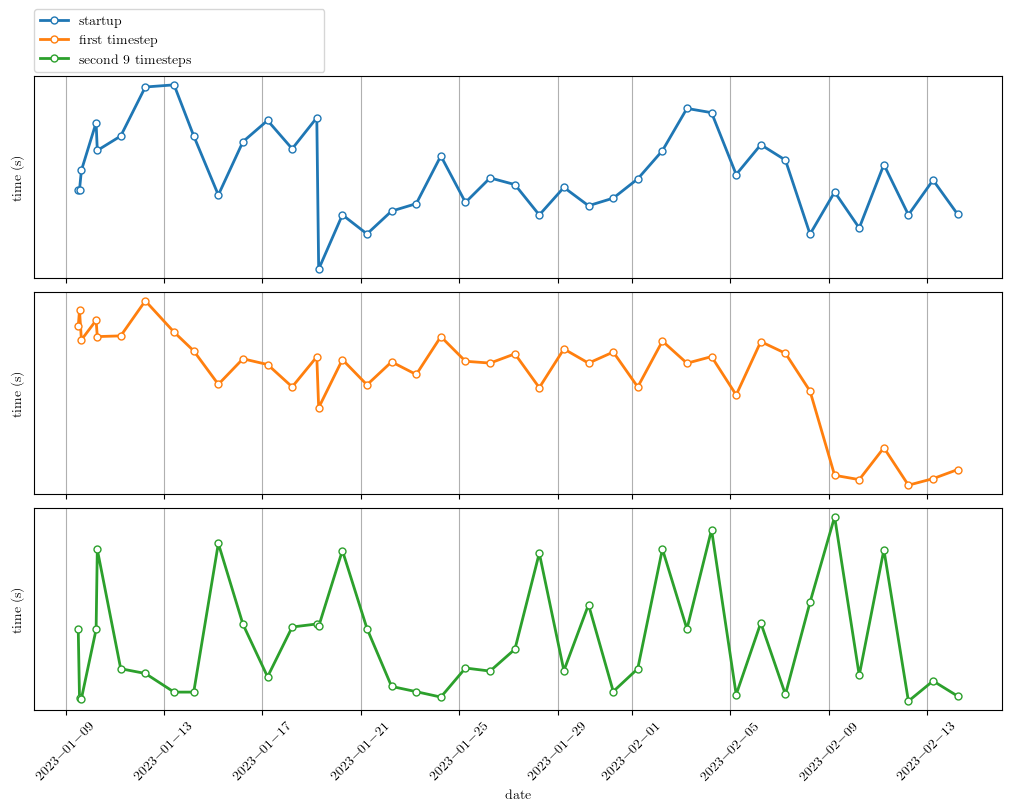 startup
first timestep
second 9 timesteps
time (s)
time (s)
time (s)
2023−01−09
2023−01−13
2023−01−17
2023−01−21
2023−01−25
2023−01−29
2023−02−01
2023−02−05
2023−02−09
2023−02−13
date